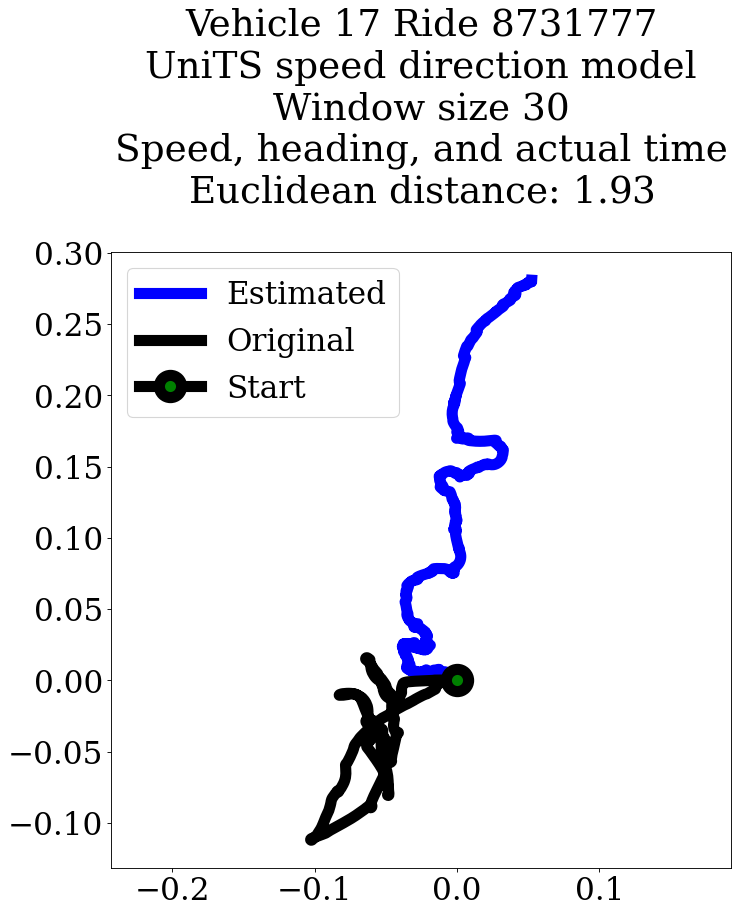 Vehicle 17 Ride 8731777
UniTS speed direction model
Window size 30
Speed, heading, and actual time
Euclidean distance: 1.93
0.30
0.25
0.20
0.15
0.10
0.05
0.00
−0.05
−0.10
Estimated
Original
Start
−0.2 −0.1 0.0 0.1